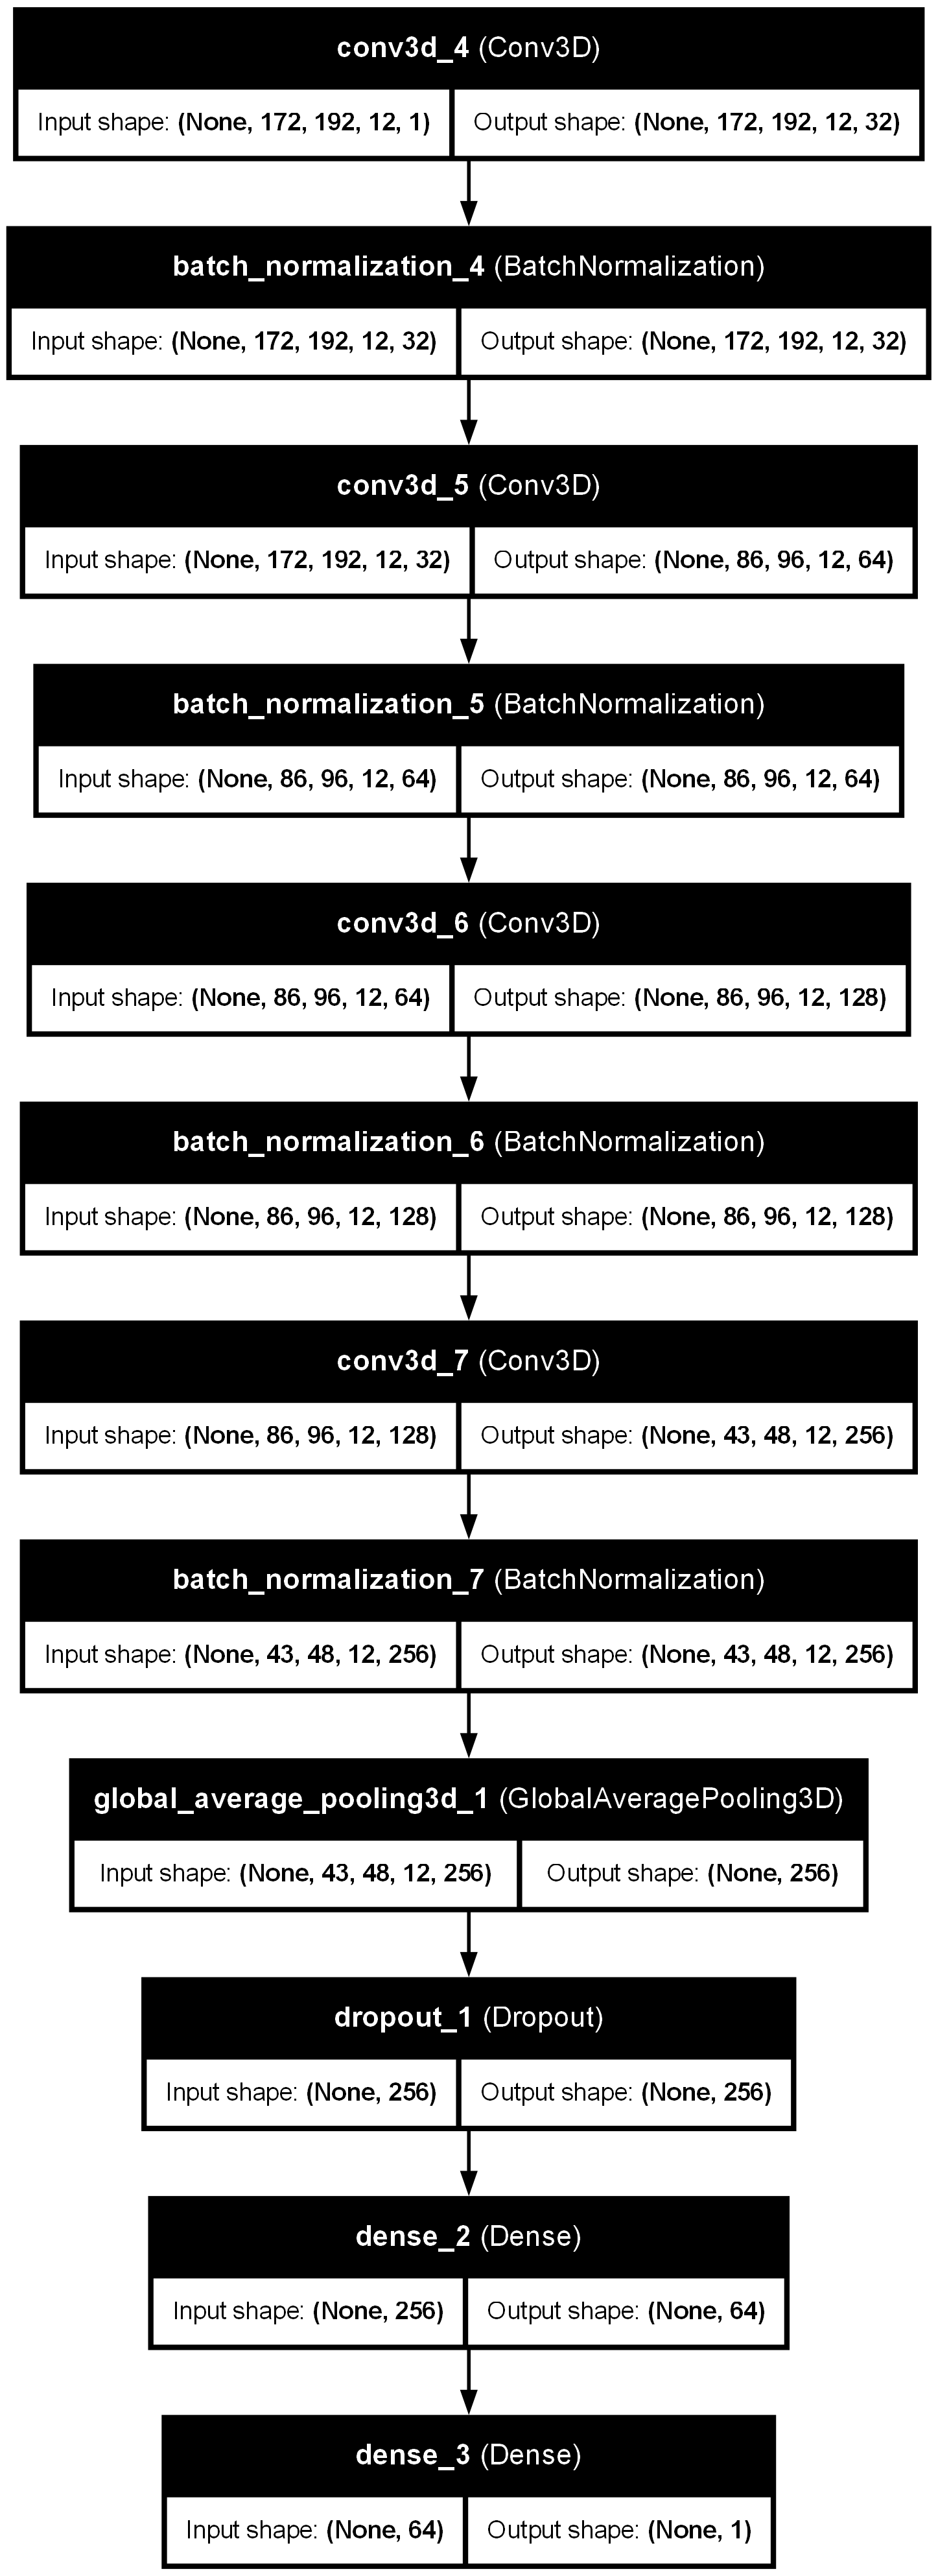 conv3d_4 (Conv3D)
Input shape: (None, 172, 192, 12, 1) Output shape: (None, 172, 192, 12, 32)
batch_normalization_4 (BatchNormalization)
Input shape: (None, 172, 192, 12, 32) Output shape: (None, 172, 192, 12, 32)
conv3d_5 (Conv3D)
Input shape: (None, 172, 192, 12, 32) Output shape: (None, 86, 96, 12, 64)
batch_normalization_5 (BatchNormalization)
Input shape: (None, 86, 96, 12, 64) Output shape: (None, 86, 96, 12, 64)
conv3d_6 (Conv3D)
Input shape: (None, 86, 96, 12, 64) Output shape: (None, 86, 96, 12, 128)
batch_normalization_6 (BatchNormalization)
Input shape: (None, 86, 96, 12, 128) Output shape: (None, 86, 96, 12, 128)
conv3d_7 (Conv3D)
Input shape: (None, 86, 96, 12, 128) Output shape: (None, 43, 48, 12, 256)
batch_normalization_7 (BatchNormalization)
Input shape: (None, 43, 48, 12, 256) Output shape: (None, 43, 48, 12, 256)
global_average_pooling3d_1 (GlobalAveragePooling3D)
Input shape: (None, 43, 48, 12, 256) Output shape: (None, 256)
dropout_1 (Dropout)
Input shape: (None, 256) Output shape: (None, 256)
dense_2 (Dense)
Input shape: (None, 256) Output shape: (None, 64)
dense_3 (Dense)
Input shape: (None, 64) Output shape: (None, 1)